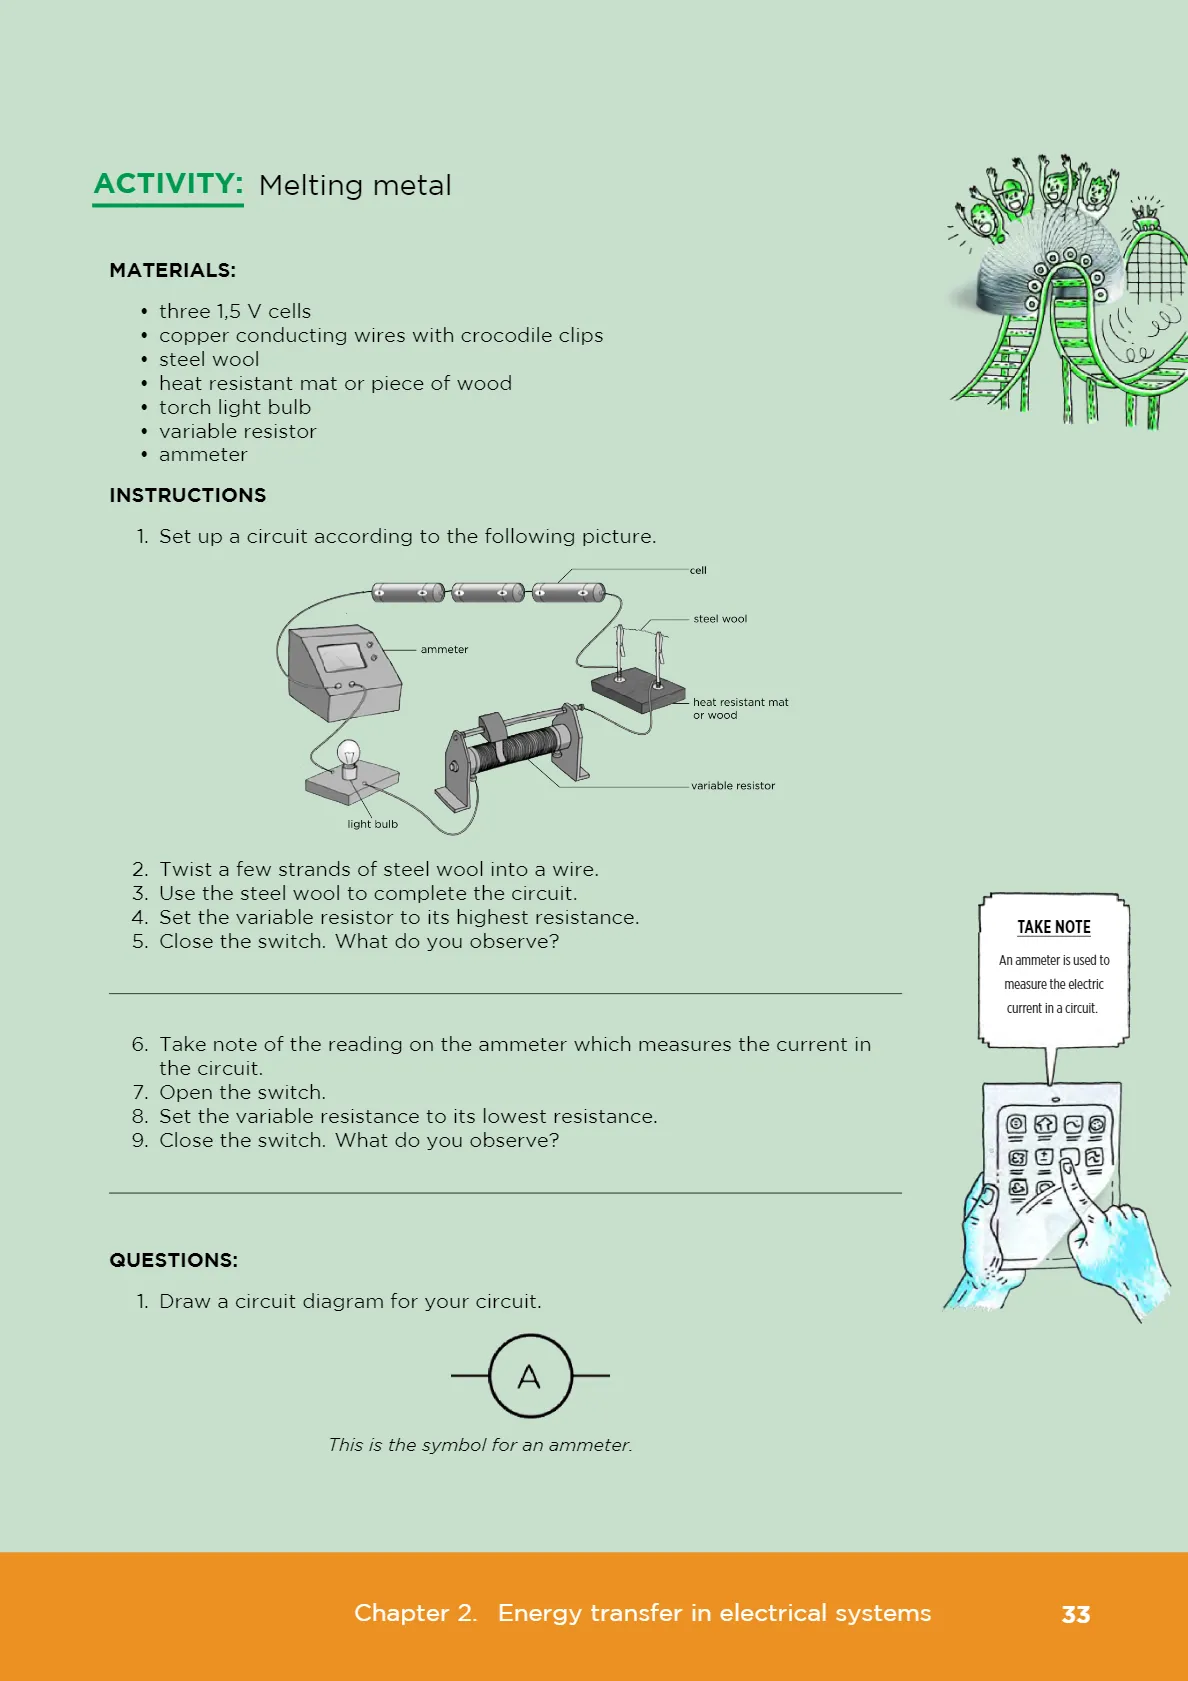 ACTIVITY: Melting metal
MATERIALS:
• three 1,5 V cells
• copper conducting wires with crocodile clips
• steel wool
• heat resistant mat or piece of wood
• torch light bulb
• variable resistor
• ammeter
INSTRUCTIONS
1. Set up a circuit according to the following picture.
cell
steel wool
ammeter
heat resistant mat
or wood
variable resistor
light bulb
2. Twist a few strands of steel wool into a wire.
3. Use the steel wool to complete the circuit.
4. Set the variable resistor to its highest resistance.
5. Close the switch. What do you observe?
6. Take note of the reading on the ammeter which measures the current in
the circuit.
7. Open the switch.
8. Set the variable resistance to its lowest resistance.
9. Close the switch. What do you observe?
TAKE NOTE
An ammeter is used to
measure the electric
current in a circuit.
QUESTIONS:
1. Draw a circuit diagram for your circuit.
A
This is the symbol for an ammeter.
Chapter 2. Energy transfer in electrical systems 33